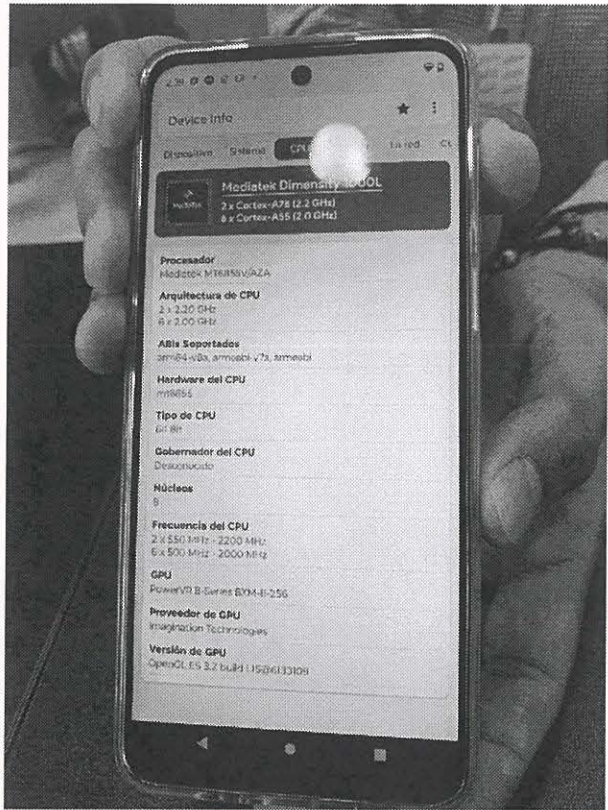 Device Info
Dispositivo Sistema CPU La red
Mediatek Dimensity
2 x Cortex-A76 (2.2 GHz)
6 x Cortex-A55 (2.0 GHz)
Procesador
Mediatek MT6855V/AZA
Arquitectura de CPU
2 x 2.20 GHz
6 x 2.00 GHz
ABIs Soportados
arm64-v8a, armeabi-v7a, armeabi
Hardware del CPU
mt6855
Tipo de CPU
64 Bit
Gobernador del CPU
Desconocido
Núcleos
8
Frecuencia del CPU
2 x 550 MHz - 2200 MHz
6 x 500 MHz - 2000 MHz
GPU
PowerVR B-Series BXM-8-256
Proveedor de GPU
Imagination Technologies
Versión de GPU
OpenGL ES 3.2 build